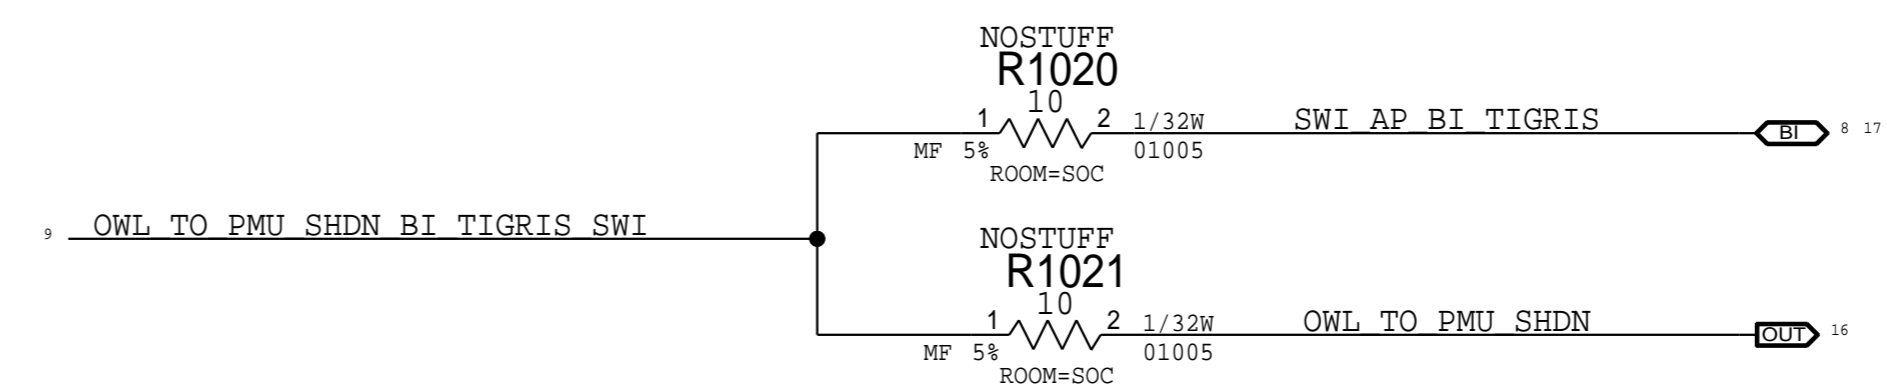 NOSTUFF
R1020
10
1 2 1/32W SWI_AP_BI_TIGRIS BI 8 17
MF 5% 01005
ROOM=SOC
9 OWL_TO_PMU_SHDN_BI_TIGRIS_SWI
NOSTUFF
R1021
10
1 2 1/32W OWL_TO_PMU_SHDN OUT 16
MF 5% 01005
ROOM=SOC